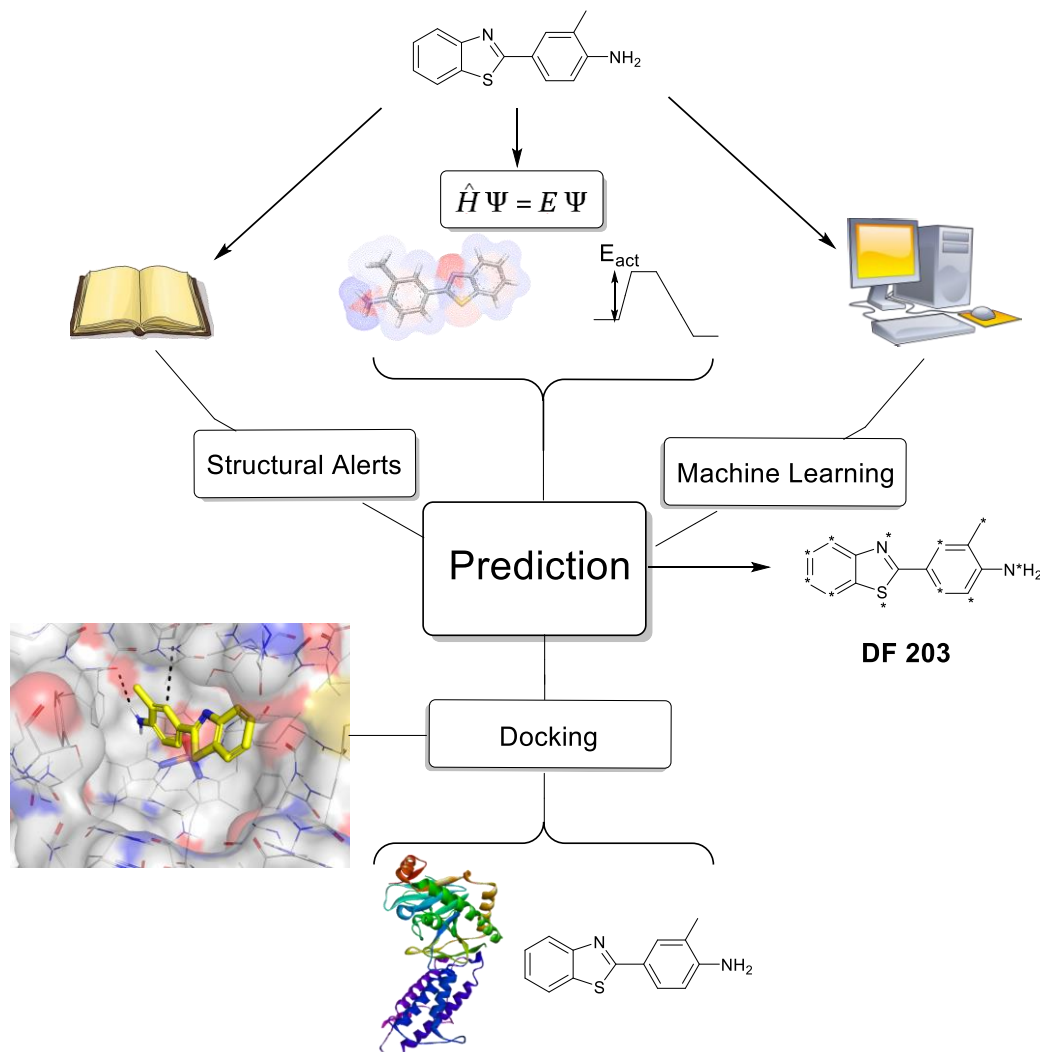 N
S
NH2
Ĥ Ψ = E Ψ
Eact
Structural Alerts
Machine Learning
Prediction
* * * * N* S* * * * * N*H2
DF 203
Docking
N
S
NH2